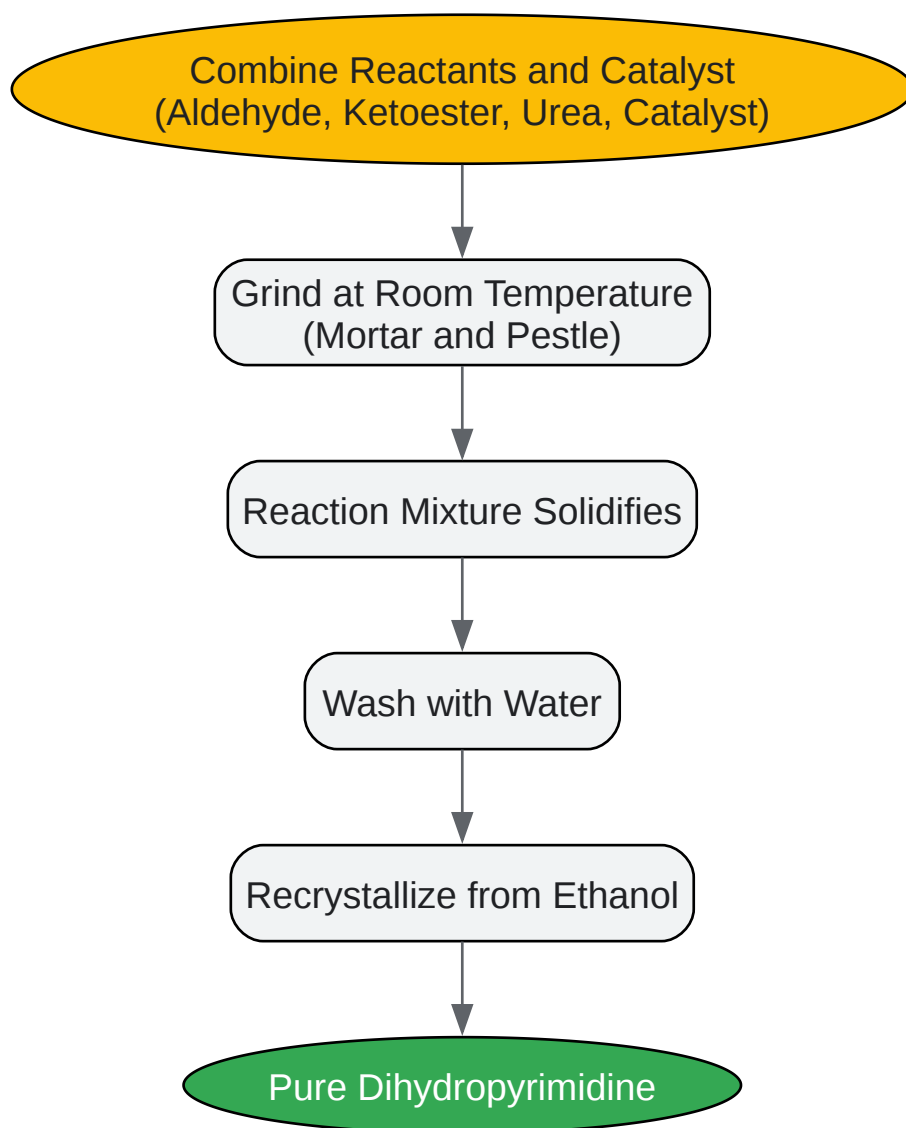 Combine Reactants and Catalyst
(Aldehyde, Ketoester, Urea, Catalyst)
Grind at Room Temperature
(Mortar and Pestle)
Reaction Mixture Solidifies
Wash with Water
Recrystallize from Ethanol
Pure Dihydropyrimidine